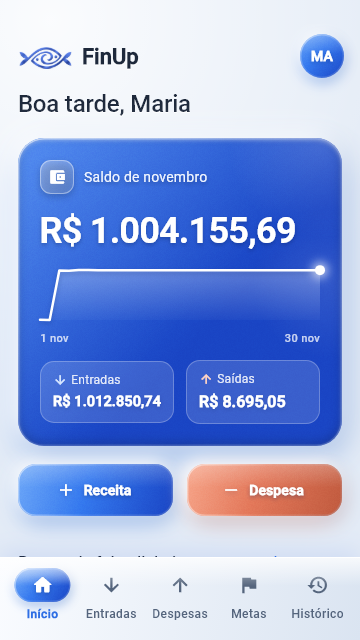 FinUp
MA
Boa tarde, Maria
Saldo de novembro
R$ 1.004.155,69
1 nov
30 nov
Entradas
R$ 1.012.850,74
Saídas
R$ 8.695,05
Receita
Despesa
Início
Entradas
Despesas
Metas
Histórico